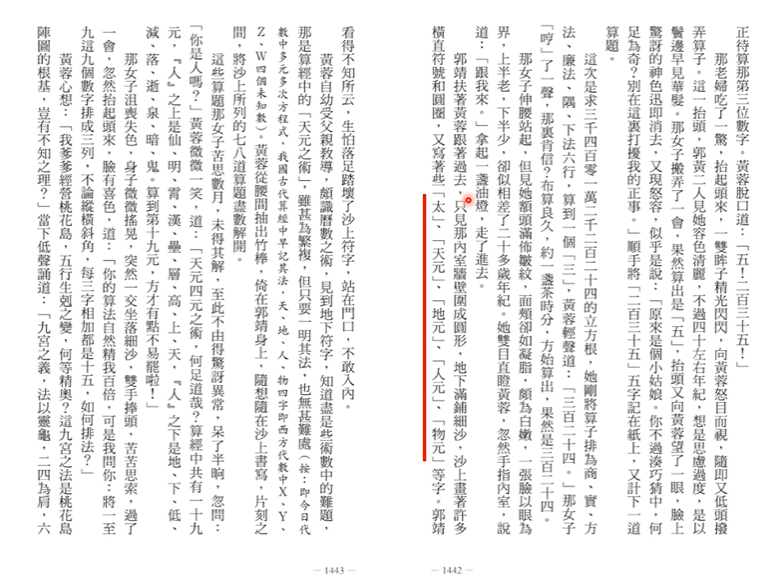 正待算那第三位數字。黃蓉脫口道：「五！二百三十五！」
那老婦吃了一驚，抬起頭來，一雙眸子精光閃閃，向黃蓉怒目而視，隨即又低頭撥
弄算子。這一抬頭，郭黃二人見她容色清麗，不過四十左右年紀，想是思慮過度，是以
鬢邊早見華髮。那女子搬弄了一會，果然算出是「五」，抬頭又向黃蓉望了一眼，臉上
驚訝的神色迅即消去，又現怒容，似乎是說：「原來是個小姑娘。你不過湊巧猜中，何
足為奇？別在這裏打擾我的正事。」順手將「二百三十五」五字記在紙上，又計下一道
算題。
這次是求三千四百零一萬二千二百二十四的立方根，她剛將算子排為商、實、方
法、廉法、隅、下法六行，算到一個「三」，黃蓉輕聲道：「三百二十四。」那女子
「哼」了一聲，那裏肯信？布算良久，約一盞茶時分，方始算出，果然是三百二十四。
那女子伸腰站起，但見她額頭滿佈皺紋，面頰卻如凝脂，頗為白嫩，一張臉以眼為
界，上半老，下半少，卻似相差了二十多歲年紀。她雙目直瞪黃蓉，忽然手指內室，說
道：「跟我來。」拿起一盞油燈，走了進去。
郭靖扶著黃蓉跟著過去，只見那內室牆壁圍成圓形，地下滿鋪細沙，沙上畫著許多
橫直符號和圓圈，又寫著些「太」、「天元」、「地元」、「人元」、「物元」等字。郭靖
— 1442 —
看得不知所云，生怕落足踏壞了沙上符字，站在門口，不敢入內。
黃蓉自幼受父親教導，頗識曆數之術，見到地下符字，知道盡是些術數中的難題，
那是算經中的「天元之術」，雖甚為繁複，但只要一明其法，也無甚難處（按：即今日代
數中多元多次方程式，我國古代算經中早記其法，天、地、人、物四字即西方代數中X、Y、
Z、W四個未知數）。黃蓉從腰間抽出竹棒，倚在郭靖身上，隨想隨在沙上書寫，片刻之
間，將沙上所列的七八道算題盡數解開。
這些算題那女子苦思數月，未得其解，至此不由得驚訝異常，呆了半晌，忽問：
「你是人嗎？」黃蓉微微一笑，道：「天元四元之術，何足道哉？算經中共有一十九
元，『人』之上是仙、明、霄、漢、壘、層、高、上、天，『人』之下是地、下、低、
減、落、逝、泉、暗、鬼。算到第十九元，方才有點不易罷啦！」
那女子沮喪失色，身子微微搖晃，突然一交坐落細沙，雙手捧頭，苦苦思索，過了
一會，忽然抬起頭來，臉有喜色，道：「你的算法自然精我百倍，可是我問你：將一至
九這九個數字排成三列，不論縱橫斜角，每三字相加都是十五，如何排法？」
黃蓉心想：「我爹爹經營桃花島，五行生剋之變，何等精奧？這九宮之法是桃花島
陣圖的根基，豈有不知之理？」當下低聲誦道：「九宮之義，法以靈龜，二四為肩，六
— 1443 —